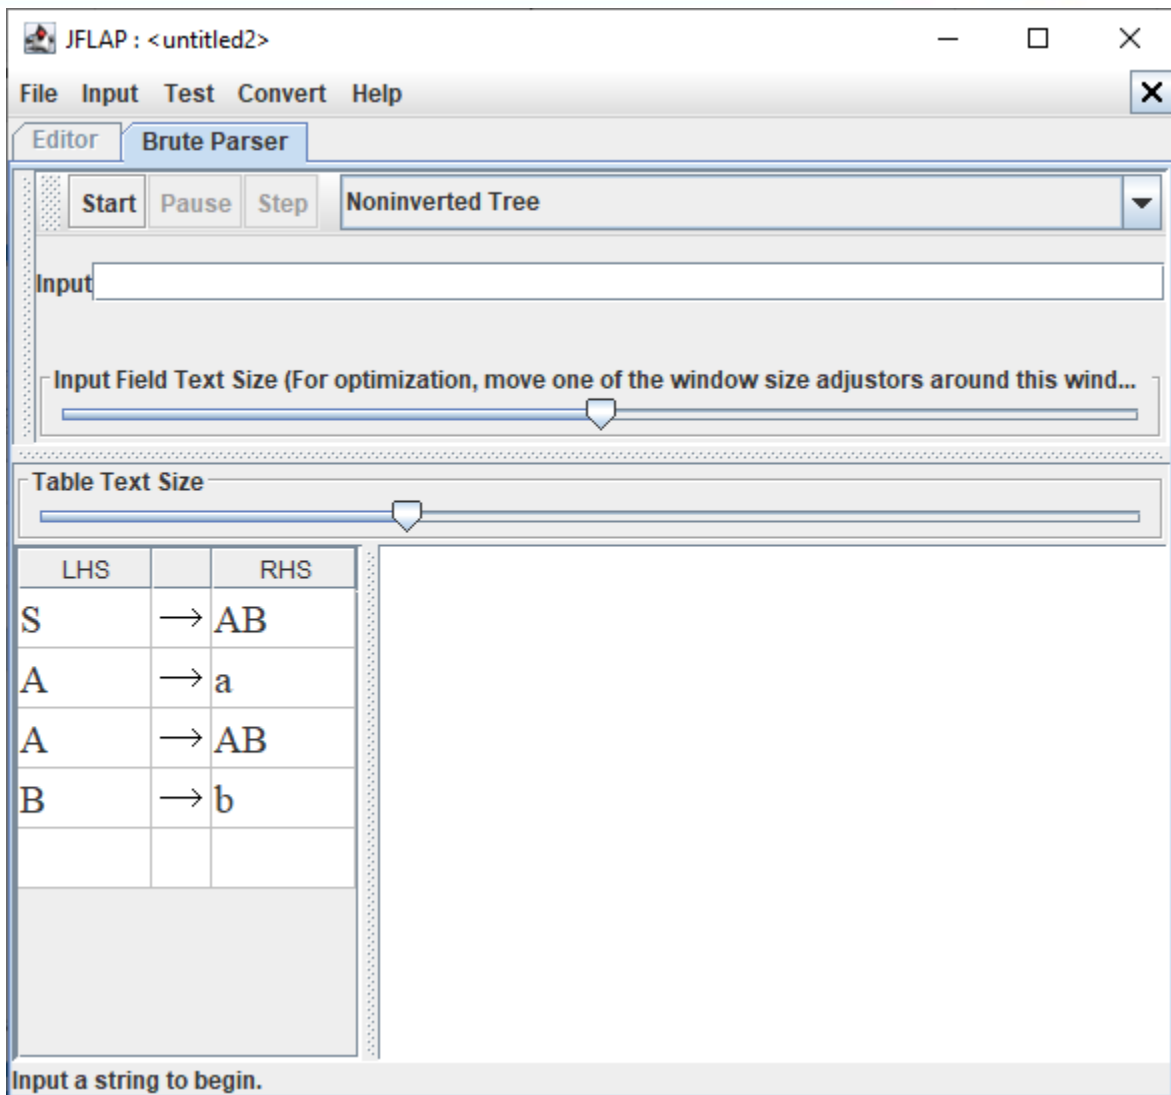 JFLAP : <untitled2>
File Input Test Convert Help
Editor Brute Parser
Start Pause Step Noninverted Tree
Input
Input Field Text Size (For optimization, move one of the window size adjustors around this wind...
Table Text Size
LHS RHS
S → AB
A → a
A → AB
B → b
Input a string to begin.